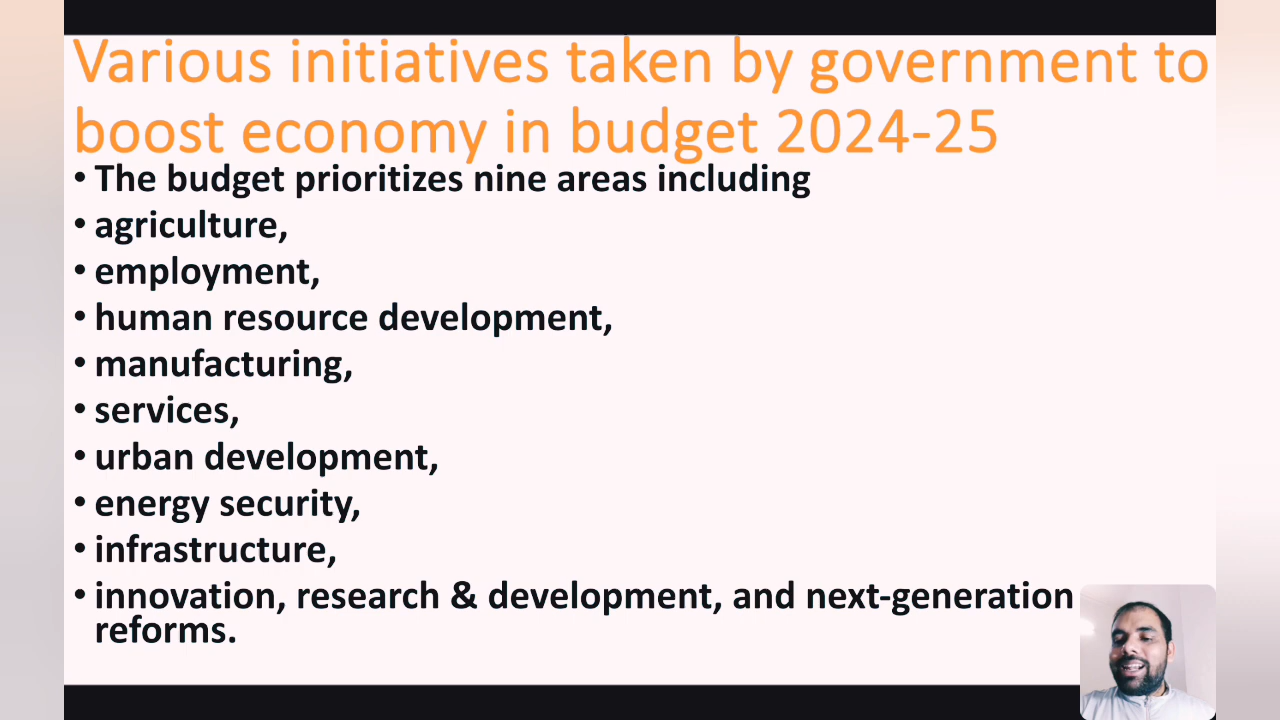 Various initiatives taken by government to
boost economy in budget 2024-25
• The budget prioritizes nine areas including
• agriculture,
• employment,
• human resource development,
• manufacturing,
• services,
• urban development,
• energy security,
• infrastructure,
• innovation, research & development, and next-generation
reforms.